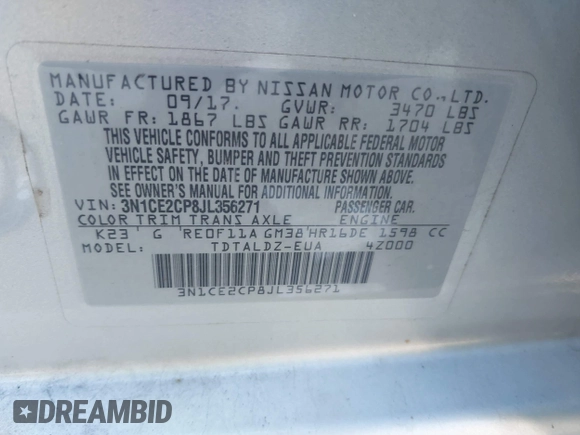 MANUFACTURED BY NISSAN MOTOR CO.,LTD.
DATE: 09/17. GVWR: 3470 LBS
GAWR FR: 1867 LBS GAWR RR: 1704 LBS
THIS VEHICLE CONFORMS TO ALL APPLICABLE FEDERAL MOTOR
VEHICLE SAFETY, BUMPER AND THEFT PREVENTION STANDARDS
IN EFFECT ON THE DATE OF MANUFACTURE SHOWN ABOVE.
SEE OWNER'S MANUAL FOR ADDITIONAL INFORMATION.
VIN: 3N1CE2CP8JL356271 PASSENGER CAR.
COLOR TRIM TRANS AXLE ENGINE
K23 G RE0F11A GM38 HR16DE 1598 CC
MODEL: TDTALDZ-EUA 4Z000
3N1CE2CP8JL356271
DREAMBID